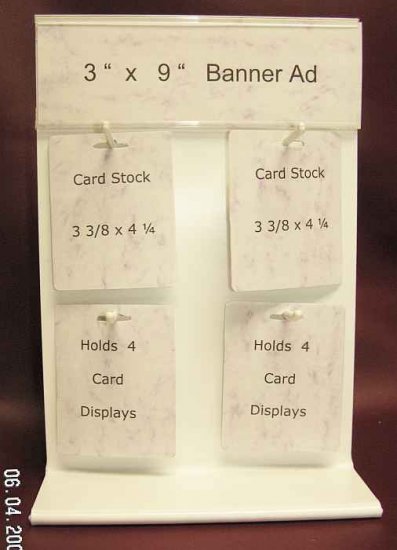 3 “ x 9 “ Banner Ad
Card Stock
3 3/8 x 4 ¼
Card Stock
3 3/8 x 4 ¼
Holds 4
Card
Displays
Holds 4
Card
Displays
06.04.200